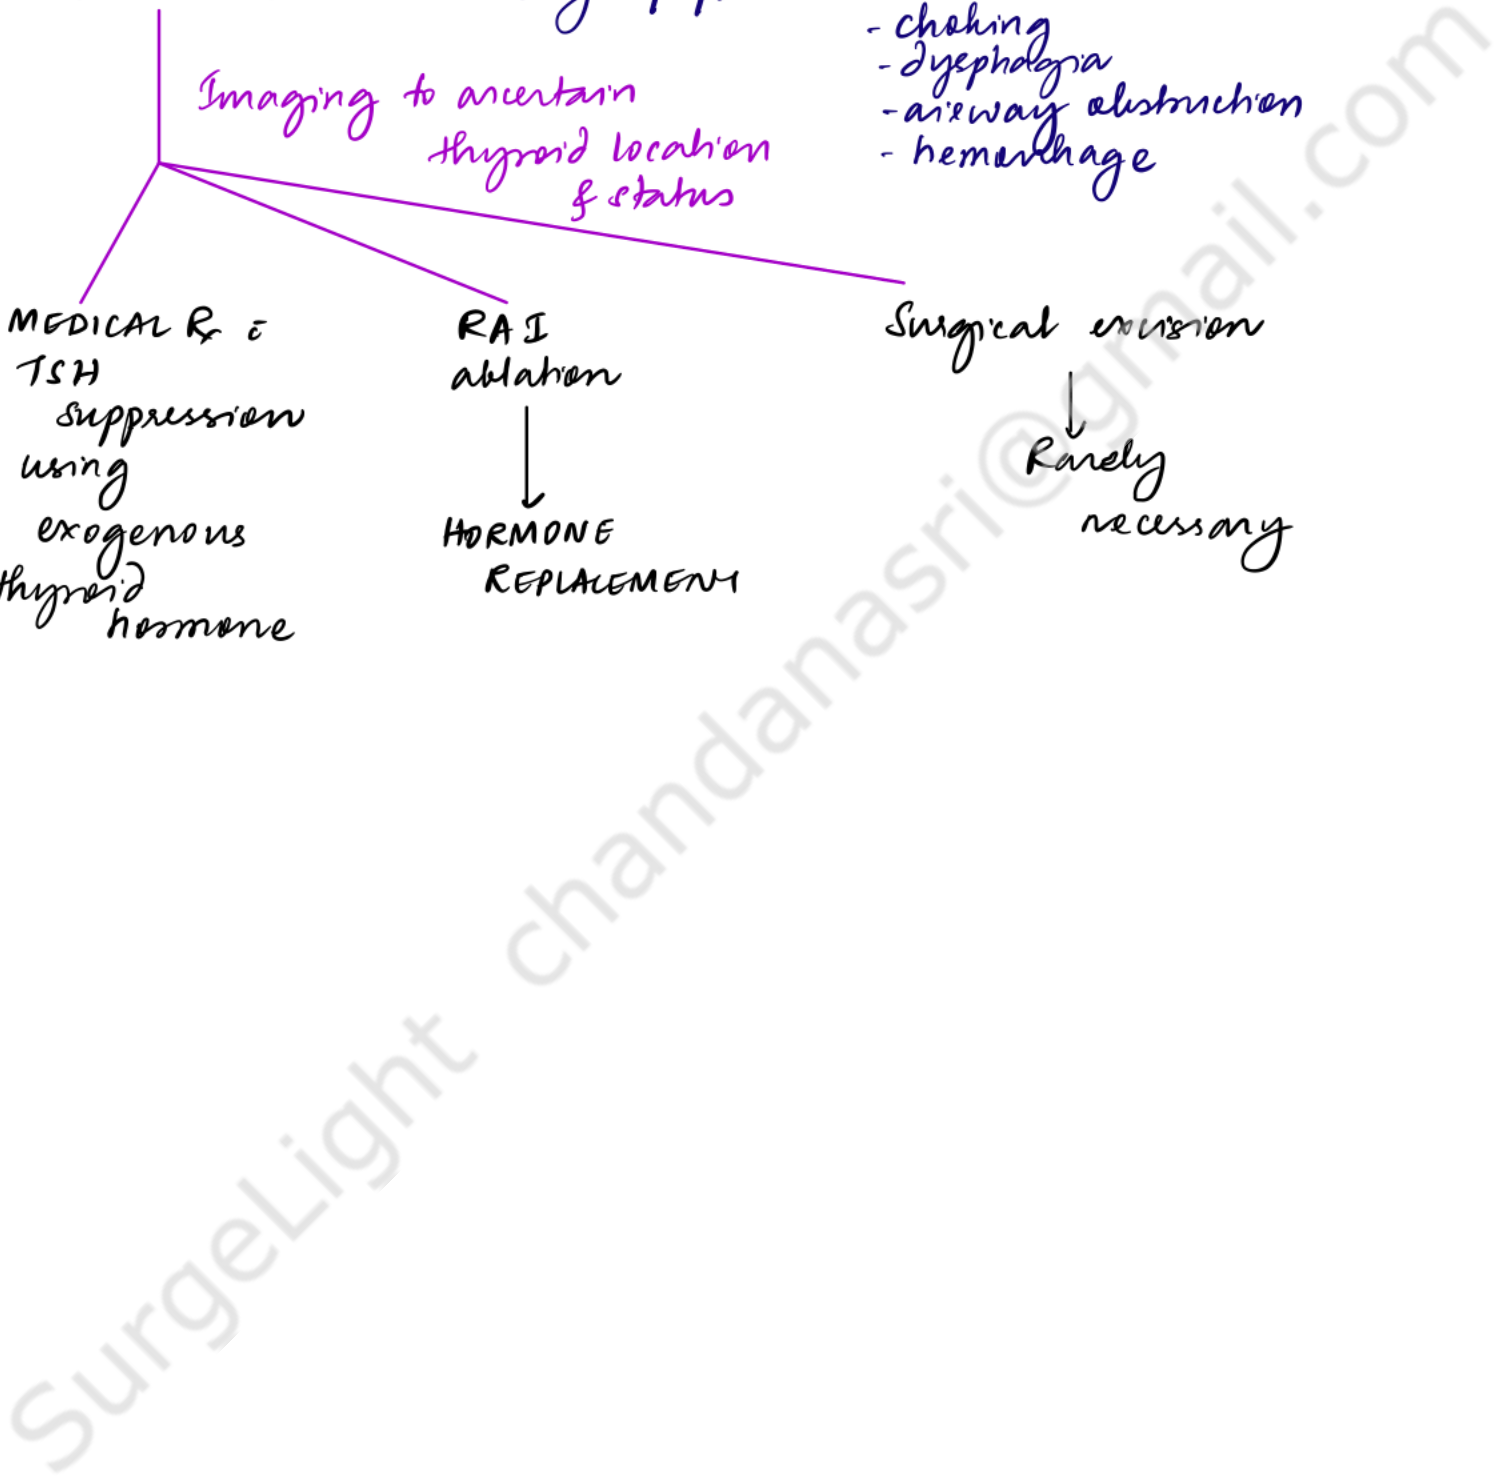 - choking
- dysphagia
- airway obstruction
- hemorrhage
Imaging to ascertain
thyroid location
& status
MEDICAL Rx c̄
TSH
suppression
using
exogenous
thyroid
hormone
RAI
ablation
HORMONE
REPLACEMENT
Surgical excision
Rarely
necessary
SurgeLight chandanasri@gmail.com